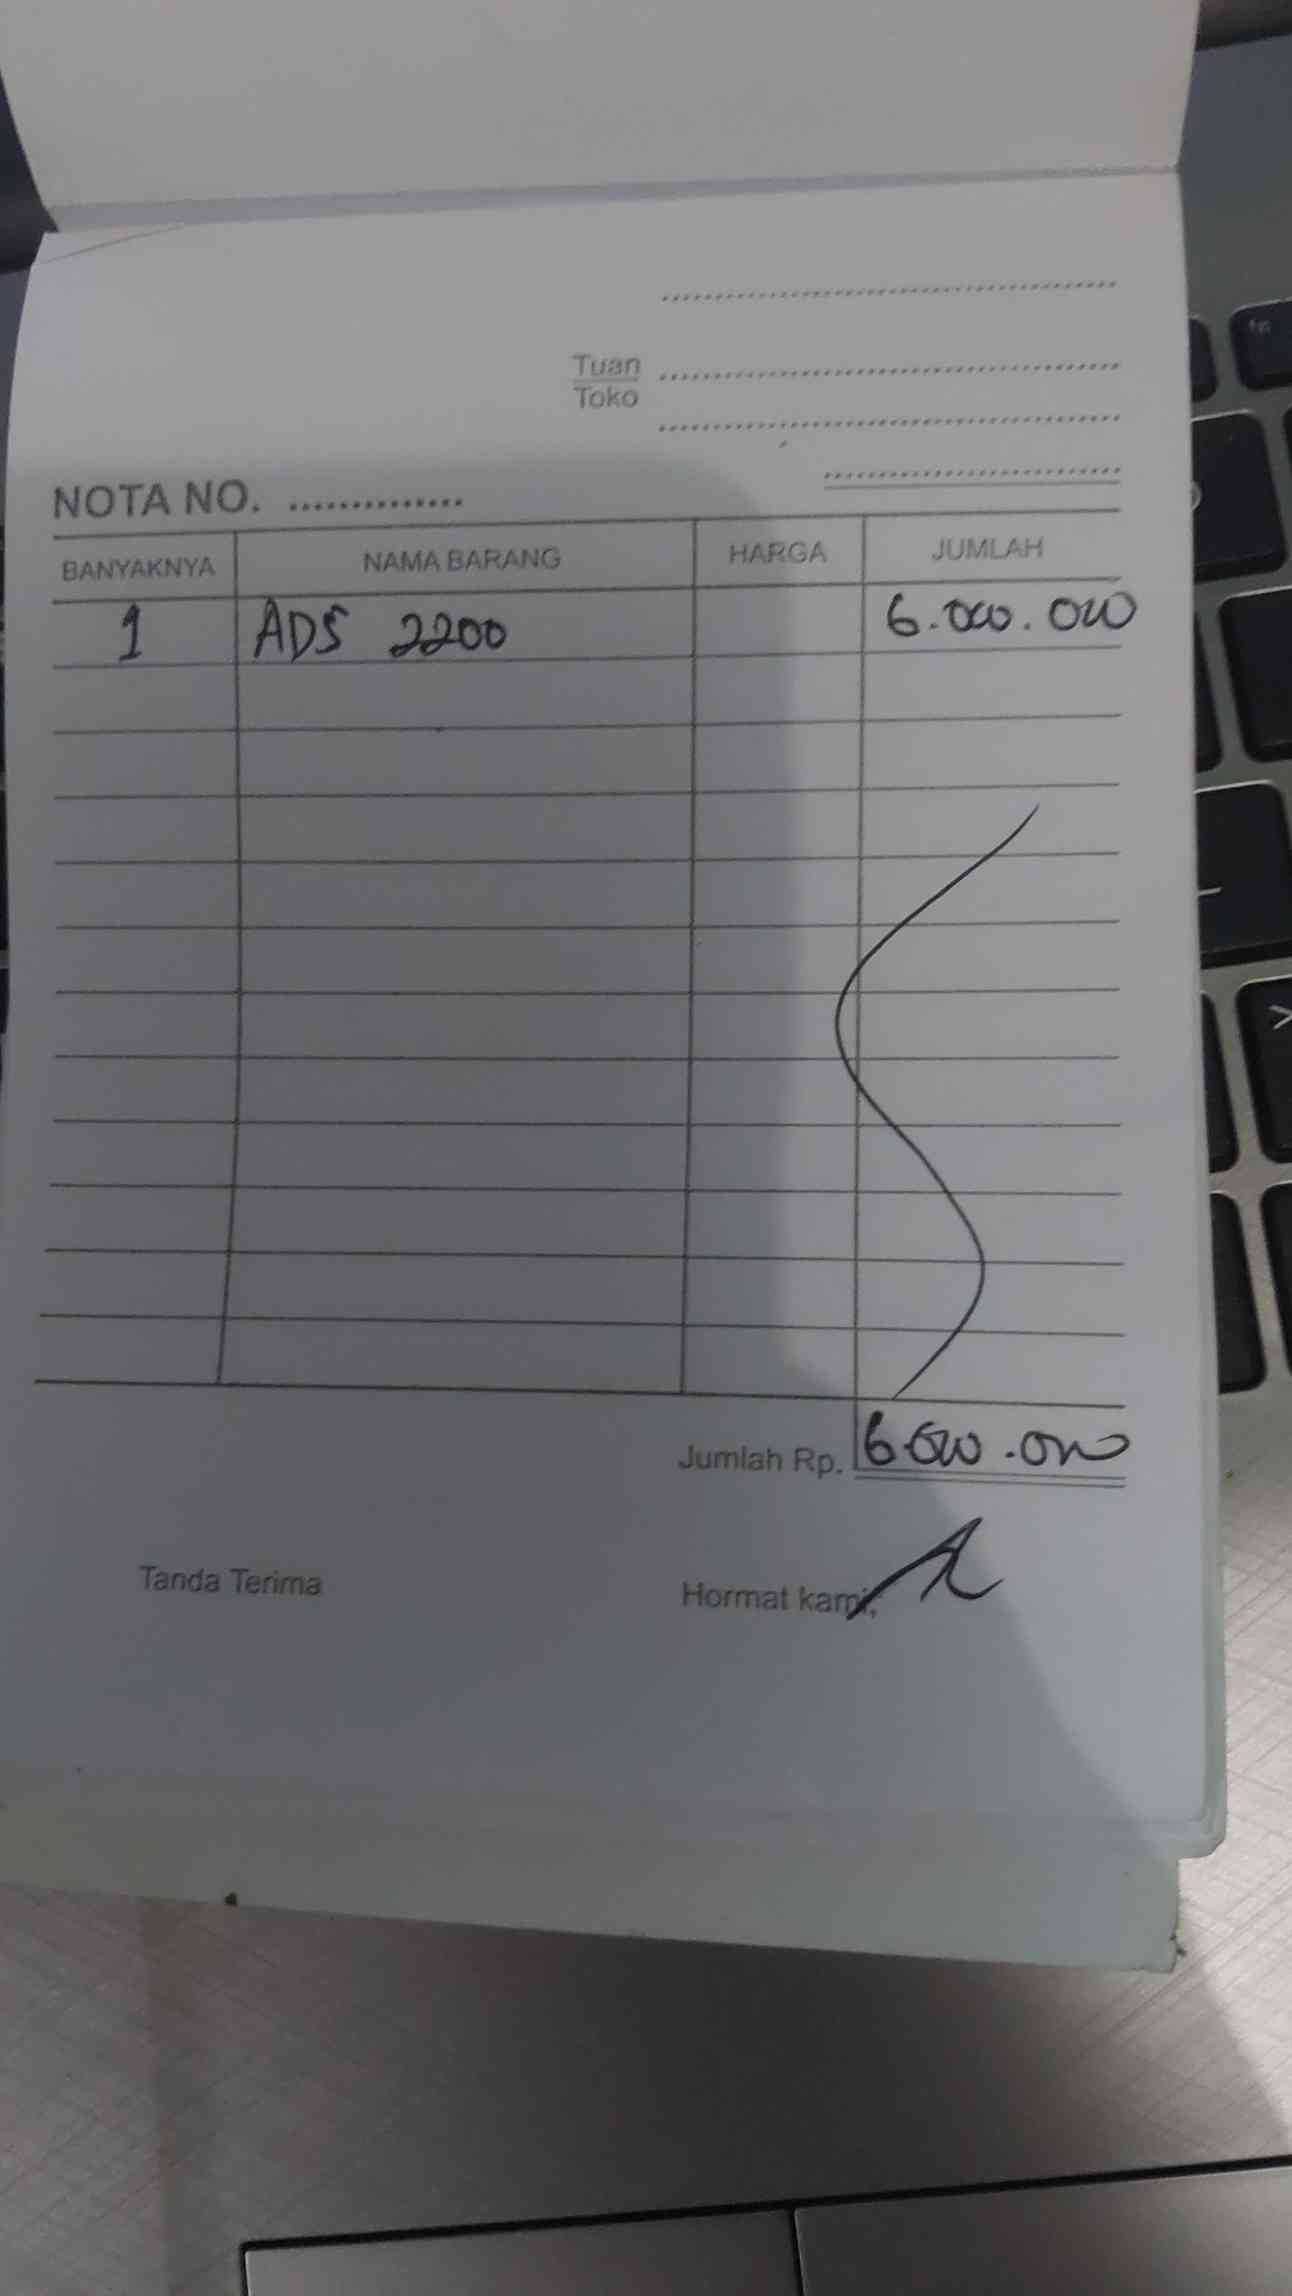 Tuan
Toko
NOTA NO. ..............
BANYAKNYA NAMA BARANG HARGA JUMLAH
1 ADS 2200 6.000.000
Jumlah Rp. 6.000.000
Tanda Terima Hormat kami,